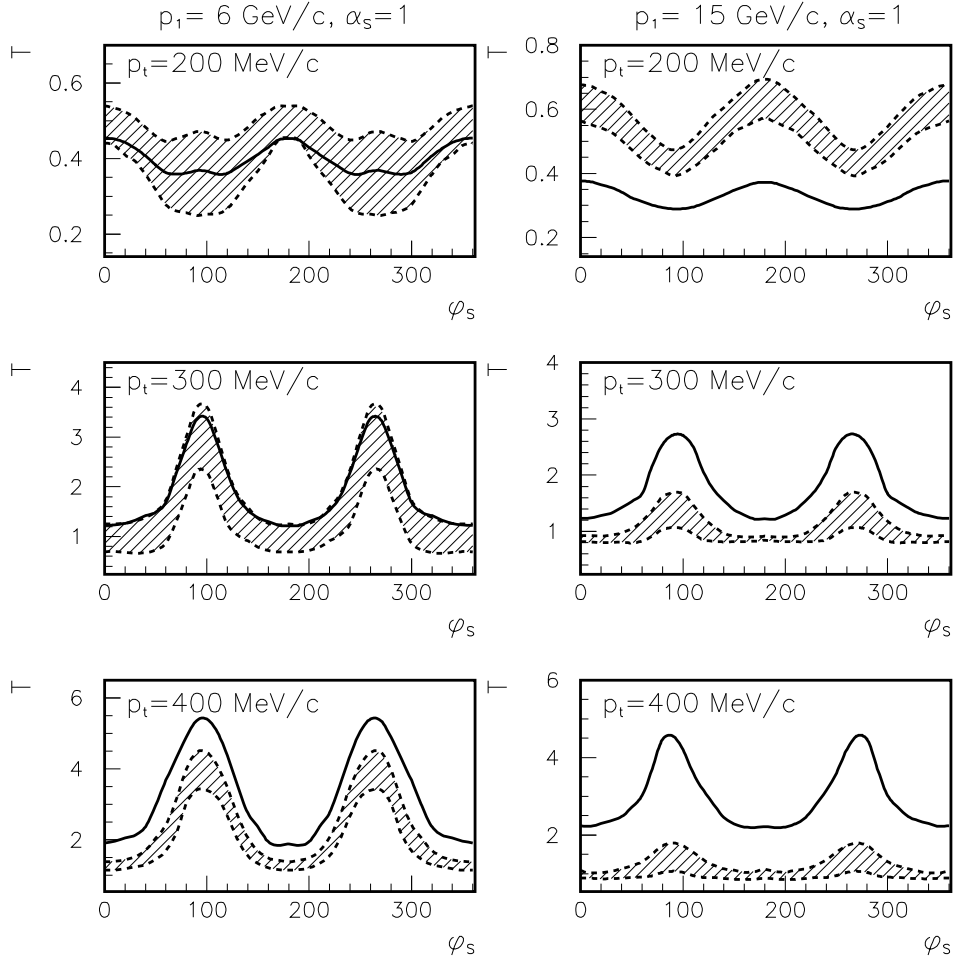 p₁= 6 GeV/c, αₛ=1
p₁= 15 GeV/c, αₛ=1
T
pₜ=200 MeV/c
0.6
0.4
0.2
0 100 200 300
φₛ
T
pₜ=200 MeV/c
0.8
0.6
0.4
0.2
0 100 200 300
φₛ
T
pₜ=300 MeV/c
4
3
2
1
0 100 200 300
φₛ
T
pₜ=300 MeV/c
4
3
2
1
0 100 200 300
φₛ
T
pₜ=400 MeV/c
6
4
2
0 100 200 300
φₛ
T
pₜ=400 MeV/c
6
4
2
0 100 200 300
φₛ